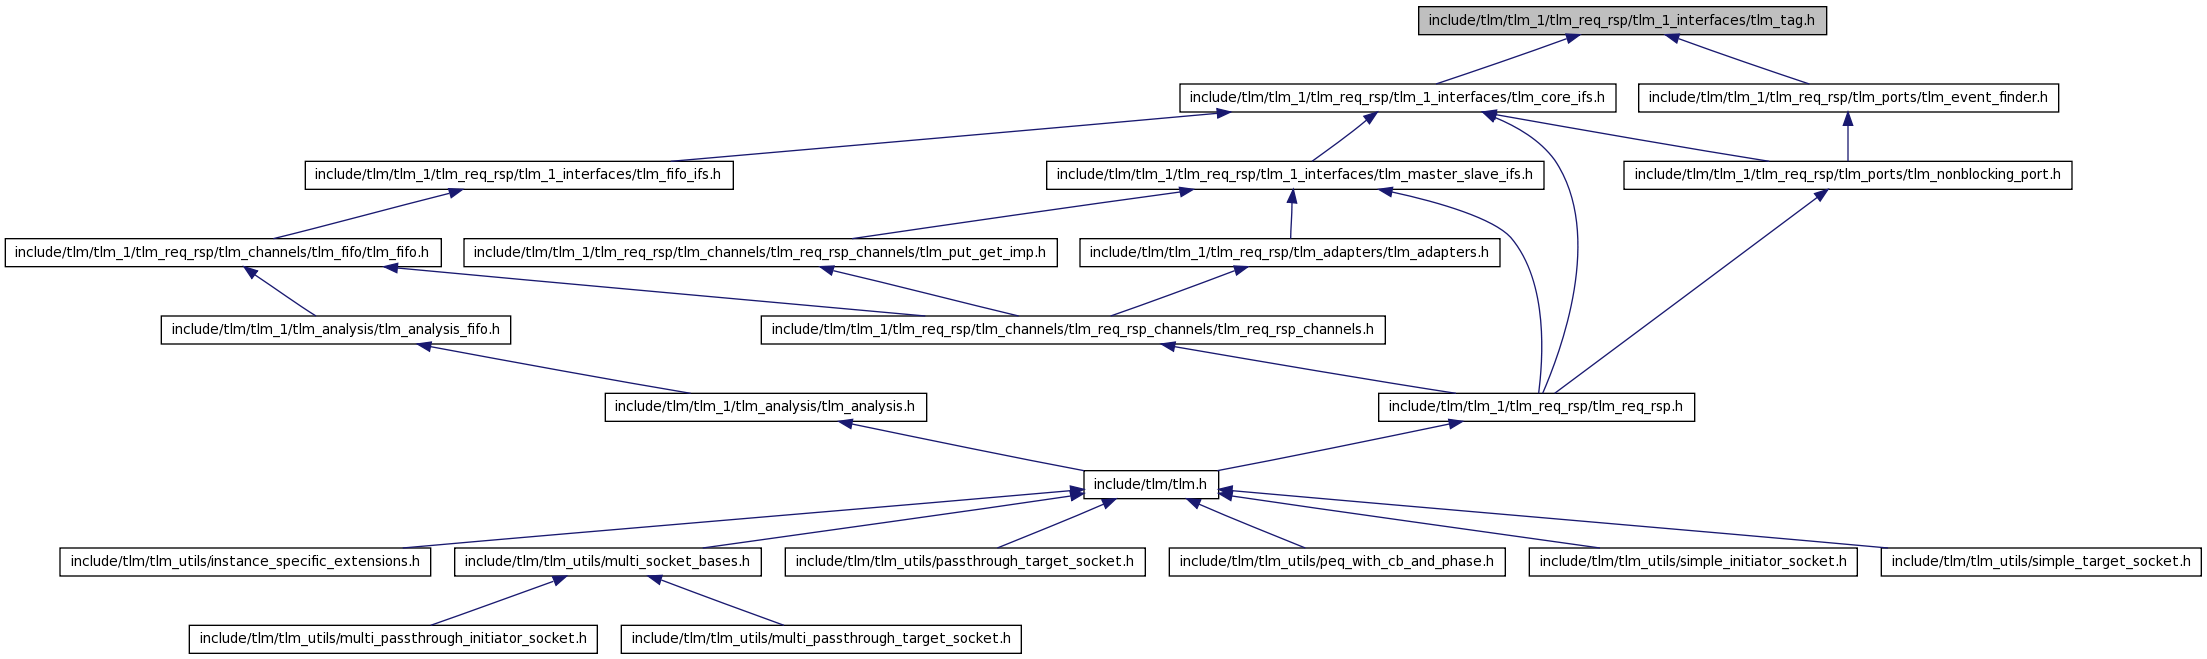 include/tlm/tlm_1/tlm_req_rsp/tlm_1_interfaces/tlm_tag.h
include/tlm/tlm_1/tlm_req_rsp/tlm_1_interfaces/tlm_core_ifs.h
include/tlm/tlm_1/tlm_req_rsp/tlm_ports/tlm_event_finder.h
include/tlm/tlm_1/tlm_req_rsp/tlm_1_interfaces/tlm_fifo_ifs.h
include/tlm/tlm_1/tlm_req_rsp/tlm_1_interfaces/tlm_master_slave_ifs.h
include/tlm/tlm_1/tlm_req_rsp/tlm_ports/tlm_nonblocking_port.h
include/tlm/tlm_1/tlm_req_rsp/tlm_channels/tlm_fifo/tlm_fifo.h
include/tlm/tlm_1/tlm_req_rsp/tlm_channels/tlm_req_rsp_channels/tlm_put_get_imp.h
include/tlm/tlm_1/tlm_req_rsp/tlm_adapters/tlm_adapters.h
include/tlm/tlm_1/tlm_analysis/tlm_analysis_fifo.h
include/tlm/tlm_1/tlm_req_rsp/tlm_channels/tlm_req_rsp_channels/tlm_req_rsp_channels.h
include/tlm/tlm_1/tlm_analysis/tlm_analysis.h
include/tlm/tlm_1/tlm_req_rsp/tlm_req_rsp.h
include/tlm/tlm.h
include/tlm/tlm_utils/instance_specific_extensions.h
include/tlm/tlm_utils/multi_socket_bases.h
include/tlm/tlm_utils/passthrough_target_socket.h
include/tlm/tlm_utils/peq_with_cb_and_phase.h
include/tlm/tlm_utils/simple_initiator_socket.h
include/tlm/tlm_utils/simple_target_socket.h
include/tlm/tlm_utils/multi_passthrough_initiator_socket.h
include/tlm/tlm_utils/multi_passthrough_target_socket.h